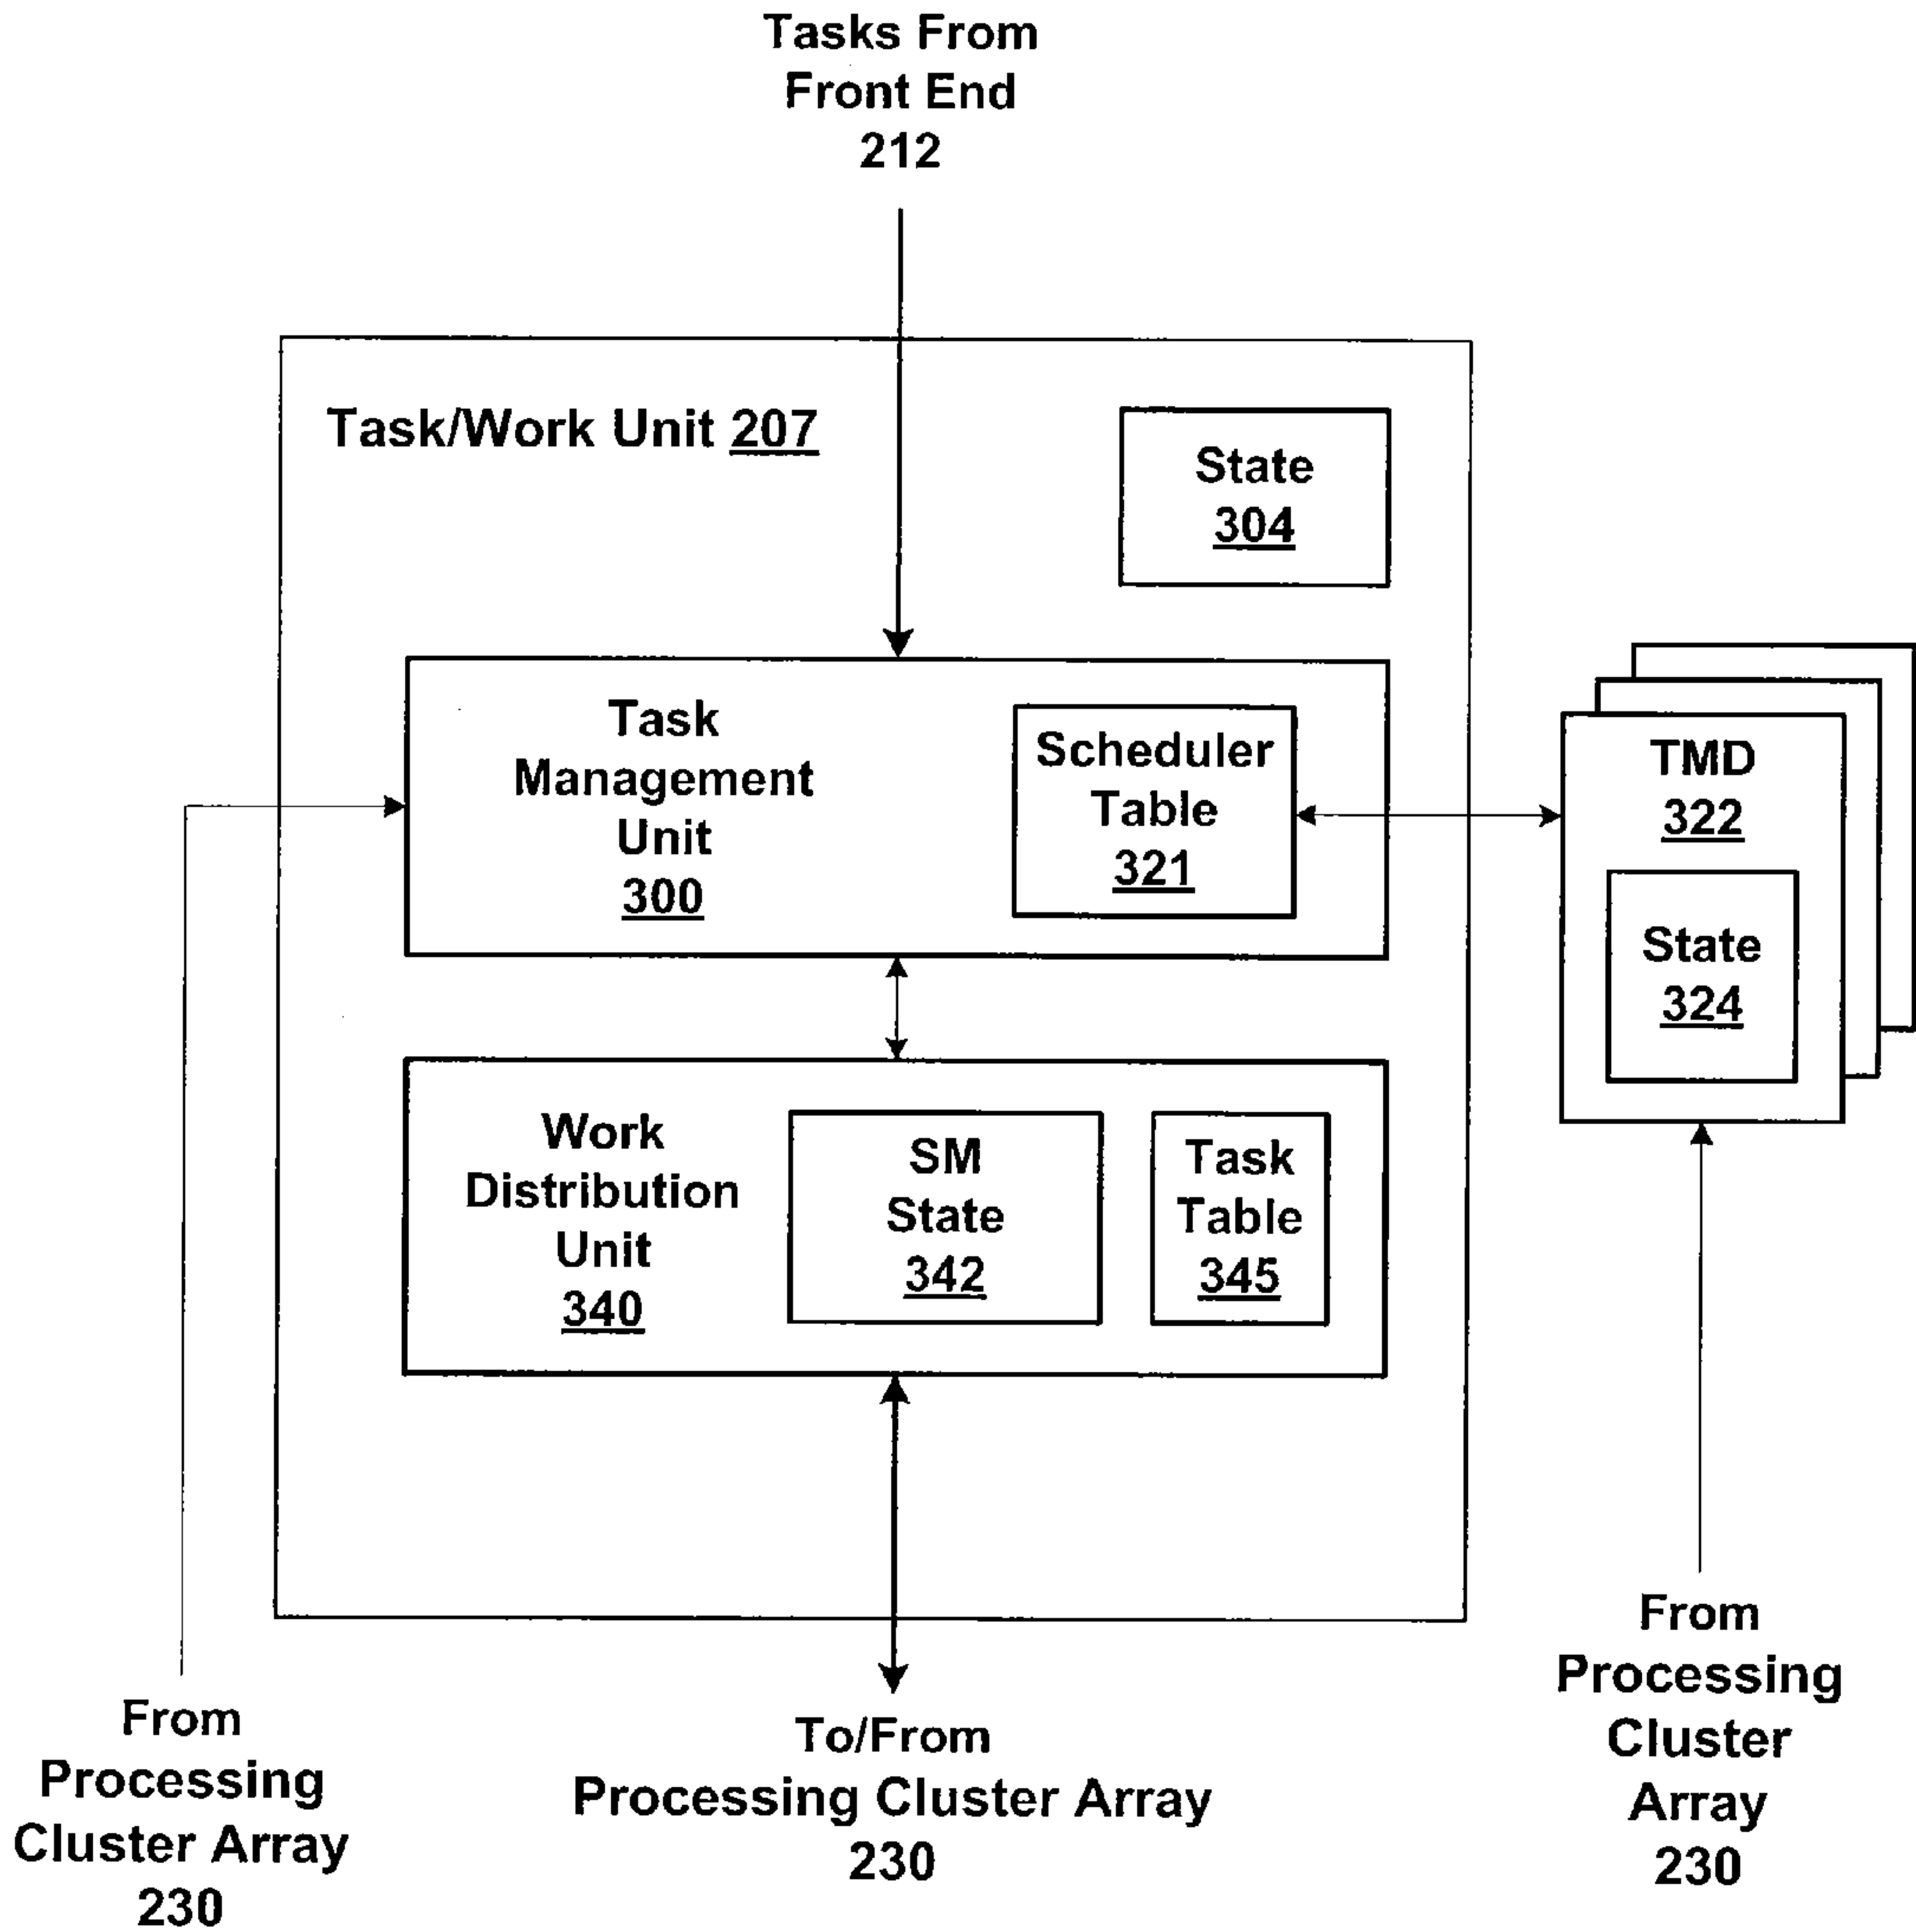 Tasks From
Front End
212
Task/Work Unit 207
State
304
Task
Management
Unit
300
Scheduler
Table
321
TMD
322
State
324
Work
Distribution
Unit
340
SM
State
342
Task
Table
345
From
Processing
Cluster Array
230
To/From
Processing Cluster Array
230
From
Processing
Cluster
Array
230